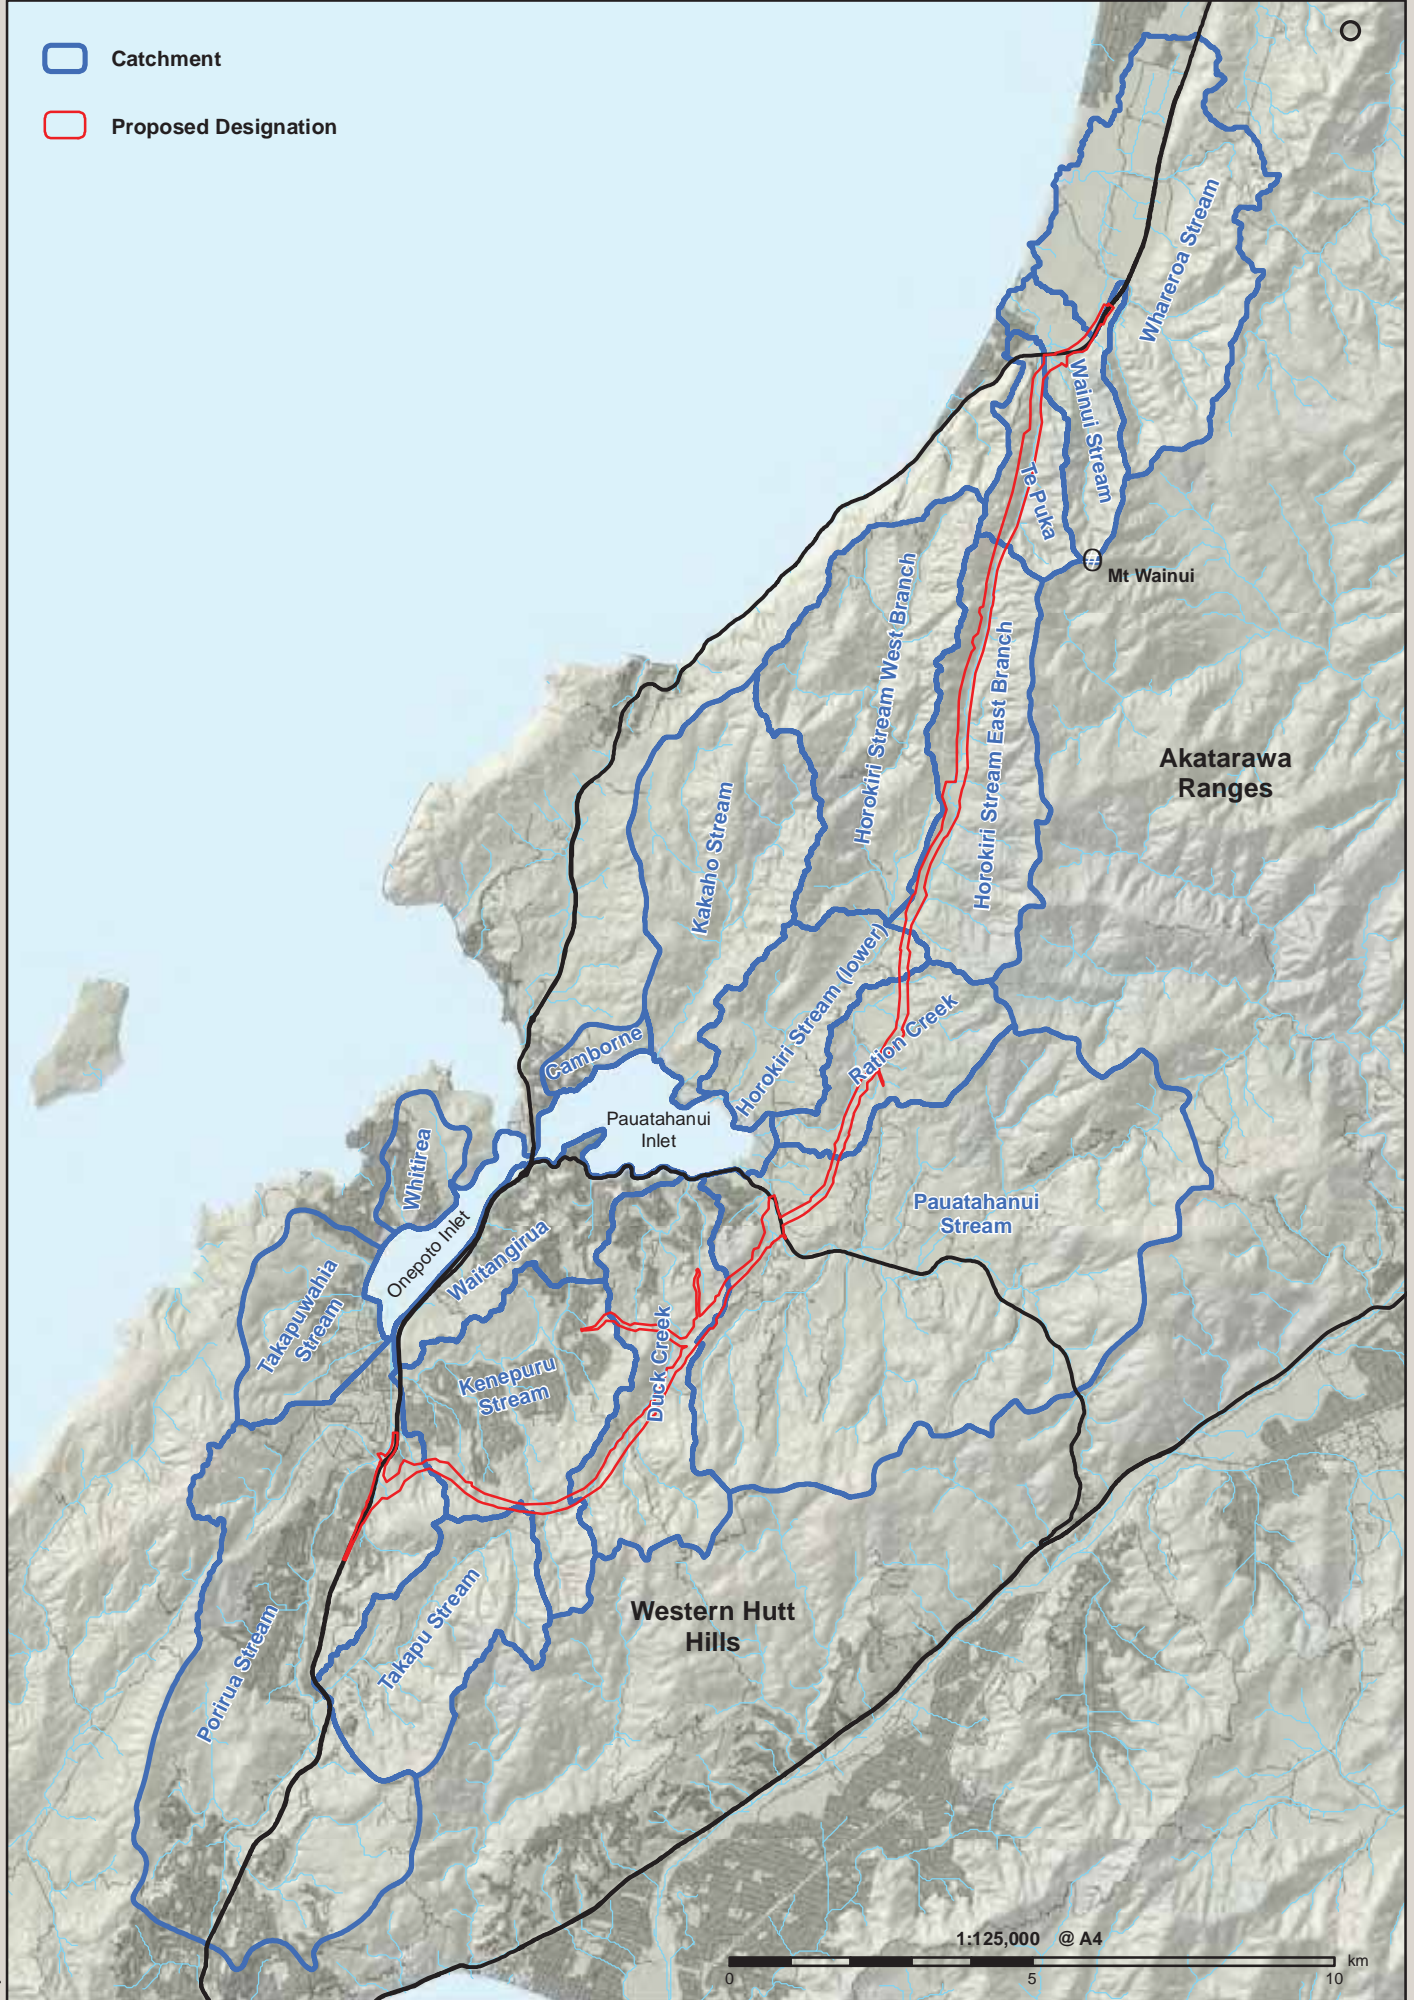 Catchment
Proposed Designation
Whareroa Stream
Wainui Stream
Te Puka
Mt Wainui
Horokiri Stream West Branch
Horokiri Stream East Branch
Akatarawa
Ranges
Kakaho Stream
Horokiri Stream (lower)
Ration Creek
Camborne
Pauatahanui
Inlet
Whitirea
Pauatahanui
Stream
Onepoto Inlet
Waitangirua
Takapuwahia
Stream
Duck Creek
Kenepuru
Stream
Takapu Stream
Western Hutt
Hills
Porirua Stream
1:125,000 @ A4
km
0 5 10